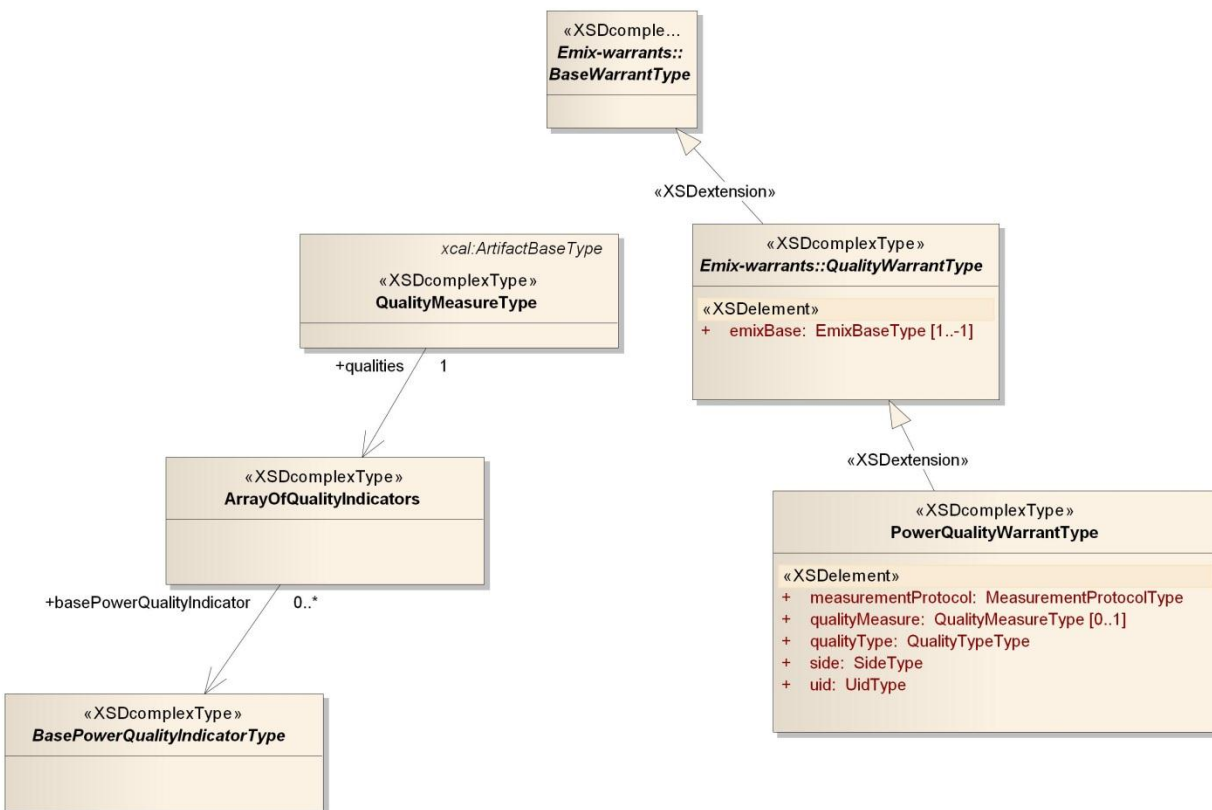 «XSDcomple...
Emix-warrants::
BaseWarrantType
«XSDextension»
xcal:ArtifactBaseType
«XSDcomplexType»
QualityMeasureType
«XSDcomplexType»
Emix-warrants::QualityWarrantType
«XSDelement»
+ emixBase: EmixBaseType [1..-1]
+qualities 1
«XSDextension»
«XSDcomplexType»
ArrayOfQualityIndicators
«XSDcomplexType»
PowerQualityWarrantType
«XSDelement»
+ measurementProtocol: MeasurementProtocolType
+ qualityMeasure: QualityMeasureType [0..1]
+ qualityType: QualityTypeType
+ side: SideType
+ uid: UidType
+basePowerQualityIndicator 0..*
«XSDcomplexType»
BasePowerQualityIndicatorType